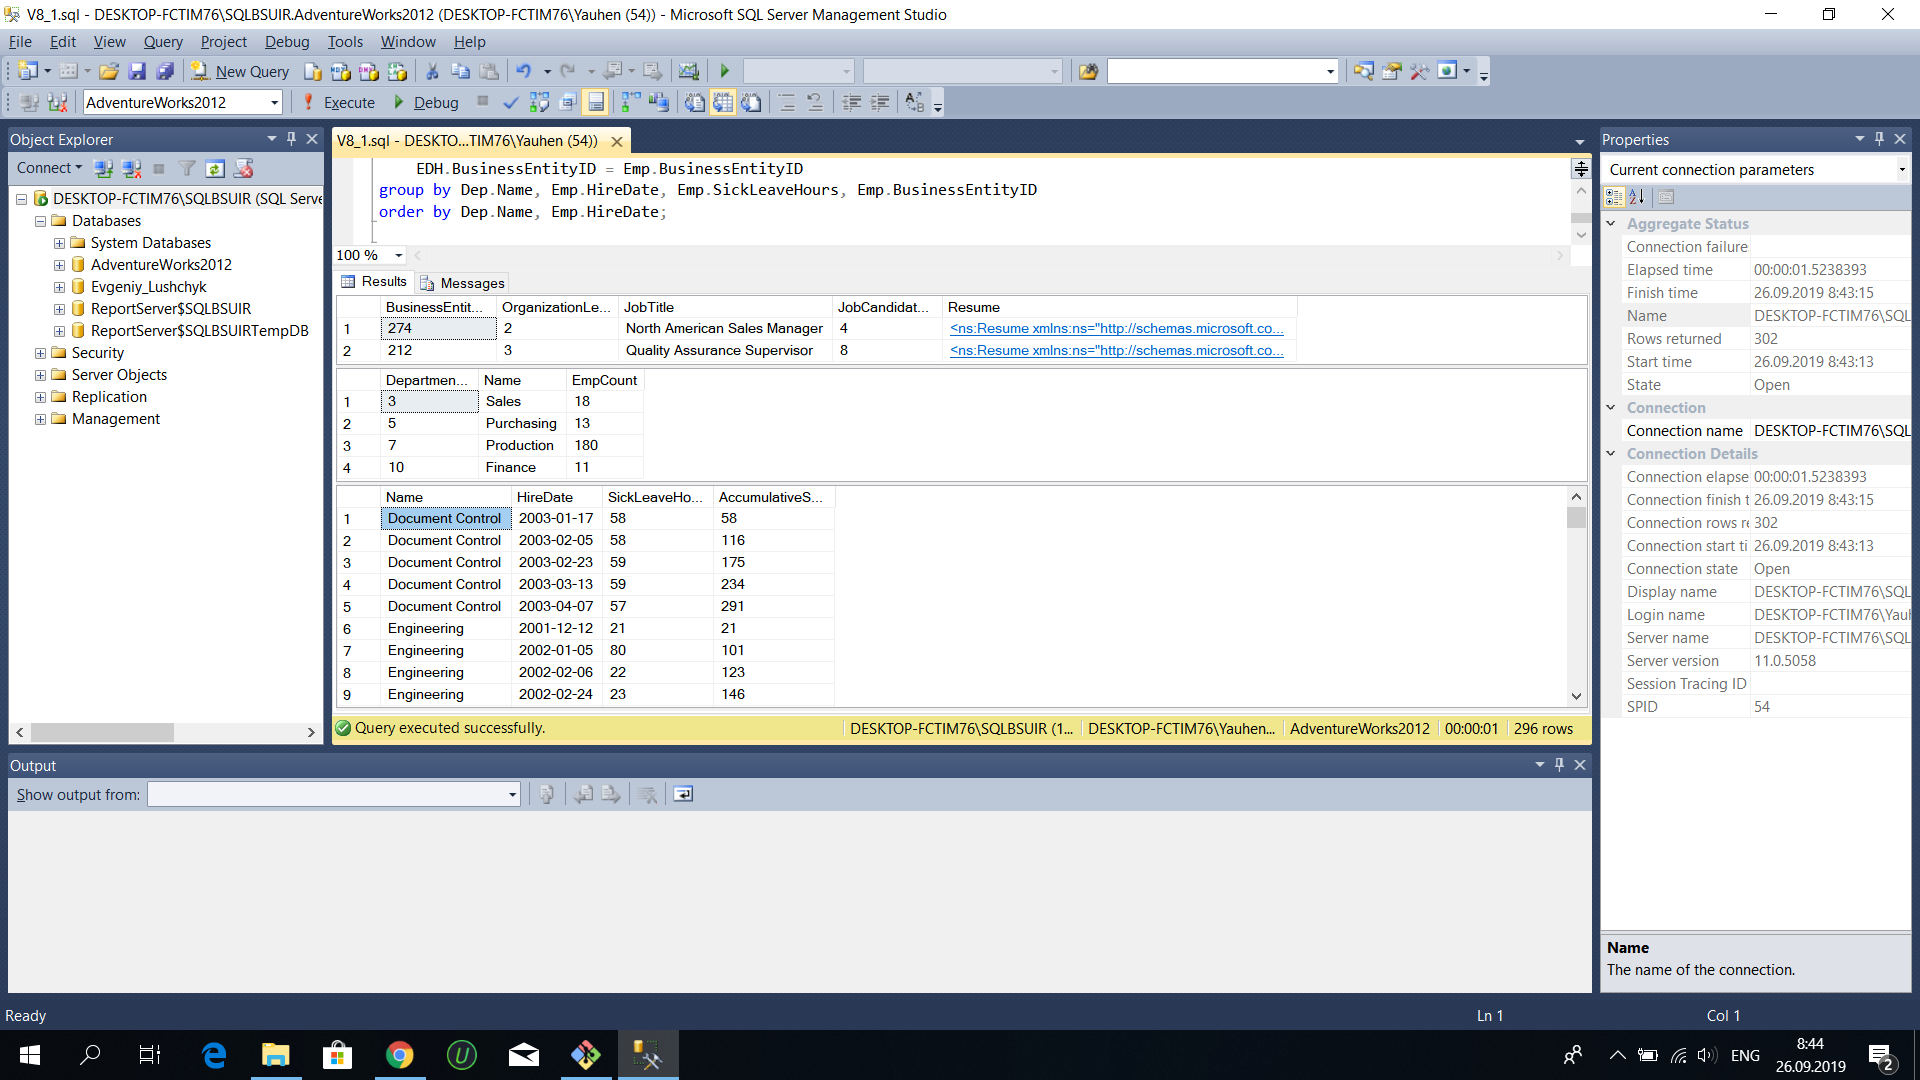 V8_1.sql - DESKTOP-FCTIM76\SQLBSUIR.AdventureWorks2012 (DESKTOP-FCTIM76\Yauhen (54)) - Microsoft SQL Server Management Studio
File Edit View Query Project Debug Tools Window Help
New Query
AdventureWorks2012 Execute Debug
Object Explorer
Connect
DESKTOP-FCTIM76\SQLBSUIR (SQL Serve
Databases
System Databases
AdventureWorks2012
Evgeniy_Lushchyk
ReportServer$SQLBSUIR
ReportServer$SQLBSUIRTempDB
Security
Server Objects
Replication
Management
V8_1.sql - DESKTO...TIM76\Yauhen (54))
EDH.BusinessEntityID = Emp.BusinessEntityID
group by Dep.Name, Emp.HireDate, Emp.SickLeaveHours, Emp.BusinessEntityID
order by Dep.Name, Emp.HireDate;
100 %
Results Messages
BusinessEntit... OrganizationLe... JobTitle JobCandidat... Resume
1 274 2 North American Sales Manager 4 <ns:Resume xmlns:ns="http://schemas.microsoft.co...
2 212 3 Quality Assurance Supervisor 8 <ns:Resume xmlns:ns="http://schemas.microsoft.co...
Departmen... Name EmpCount
1 3 Sales 18
2 5 Purchasing 13
3 7 Production 180
4 10 Finance 11
Name HireDate SickLeaveHo... AccumulativeS...
1 Document Control 2003-01-17 58 58
2 Document Control 2003-02-05 58 116
3 Document Control 2003-02-23 59 175
4 Document Control 2003-03-13 59 234
5 Document Control 2003-04-07 57 291
6 Engineering 2001-12-12 21 21
7 Engineering 2002-01-05 80 101
8 Engineering 2002-02-06 22 123
9 Engineering 2002-02-24 23 146
Query executed successfully. DESKTOP-FCTIM76\SQLBSUIR (1... DESKTOP-FCTIM76\Yauhen... AdventureWorks2012 00:00:01 296 rows
Output
Show output from:
Properties
Current connection parameters
Aggregate Status
Connection failure
Elapsed time 00:00:01.5238393
Finish time 26.09.2019 8:43:15
Name DESKTOP-FCTIM76\SQL
Rows returned 302
Start time 26.09.2019 8:43:13
State Open
Connection
Connection name DESKTOP-FCTIM76\SQL
Connection Details
Connection elapse 00:00:01.5238393
Connection finish t 26.09.2019 8:43:15
Connection rows re 302
Connection start ti 26.09.2019 8:43:13
Connection state Open
Display name DESKTOP-FCTIM76\SQL
Login name DESKTOP-FCTIM76\Yauh
Server name DESKTOP-FCTIM76\SQL
Server version 11.0.5058
Session Tracing ID
SPID 54
Name
The name of the connection.
Ready Ln 1 Col 1
ENG
8:44
26.09.2019
2